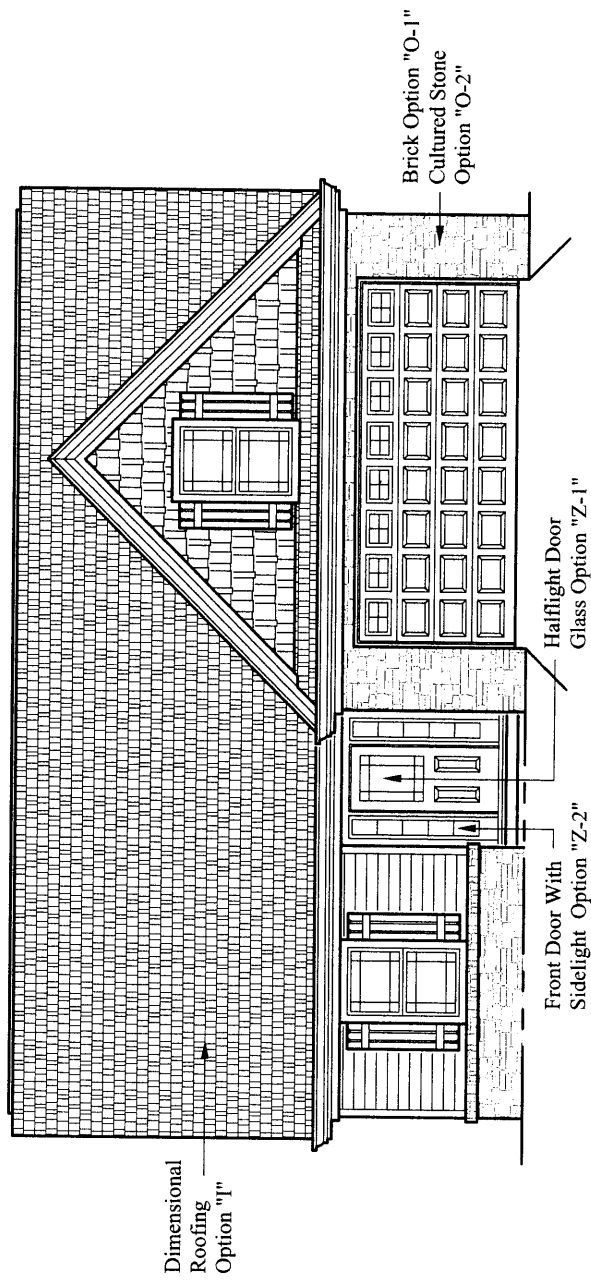 Dimensional
Roofing
Option "I"
Front Door With
Sidelight Option "Z-2"
Halflight Door
Glass Option "Z-1"
Brick Option "O-1"
Cultured Stone
Option "O-2"